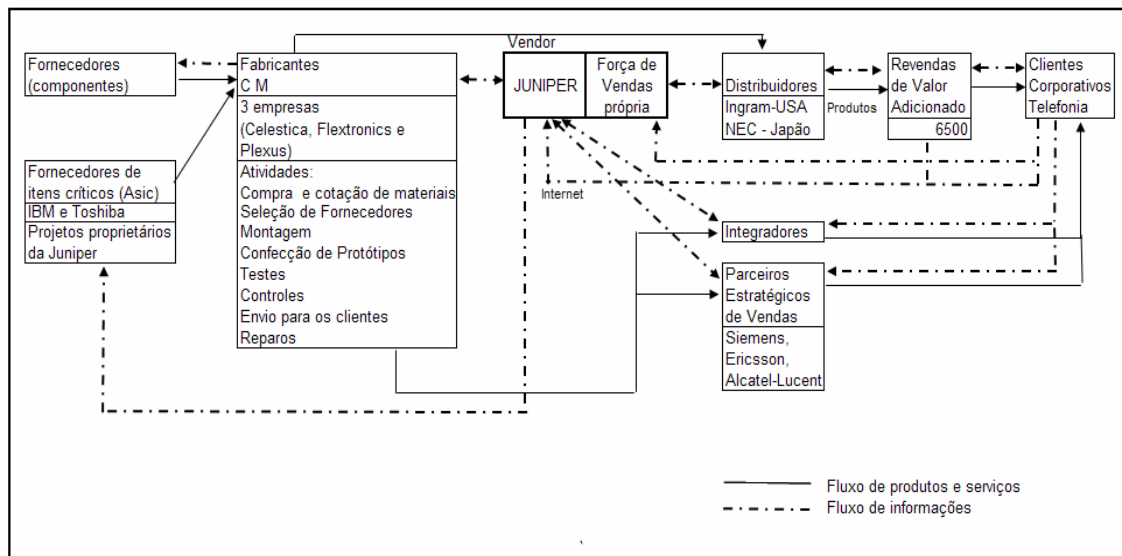 Vendor
Fornecedores
(componentes)
Fabricantes
C M
3 empresas
(Celestica, Flextronics e
Plexus)
Atividades:
Compra e cotação de materiais
Seleção de Fornecedores
Montagem
Confecção de Protótipos
Testes
Controles
Envio para os clientes
Reparos
Fornecedores de
itens críticos (Asic)
IBM e Toshiba
Projetos proprietários
da Juniper
JUNIPER
Força de
Vendas
própria
Distribuidores
Ingram-USA
NEC - Japão
Produtos
Revendas
de Valor
Adicionado
6500
Clientes
Corporativos
Telefonia
Internet
Integradores
Parceiros
Estratégicos
de Vendas
Siemens,
Ericsson,
Alcatel-Lucent
Fluxo de produtos e serviços
Fluxo de informações